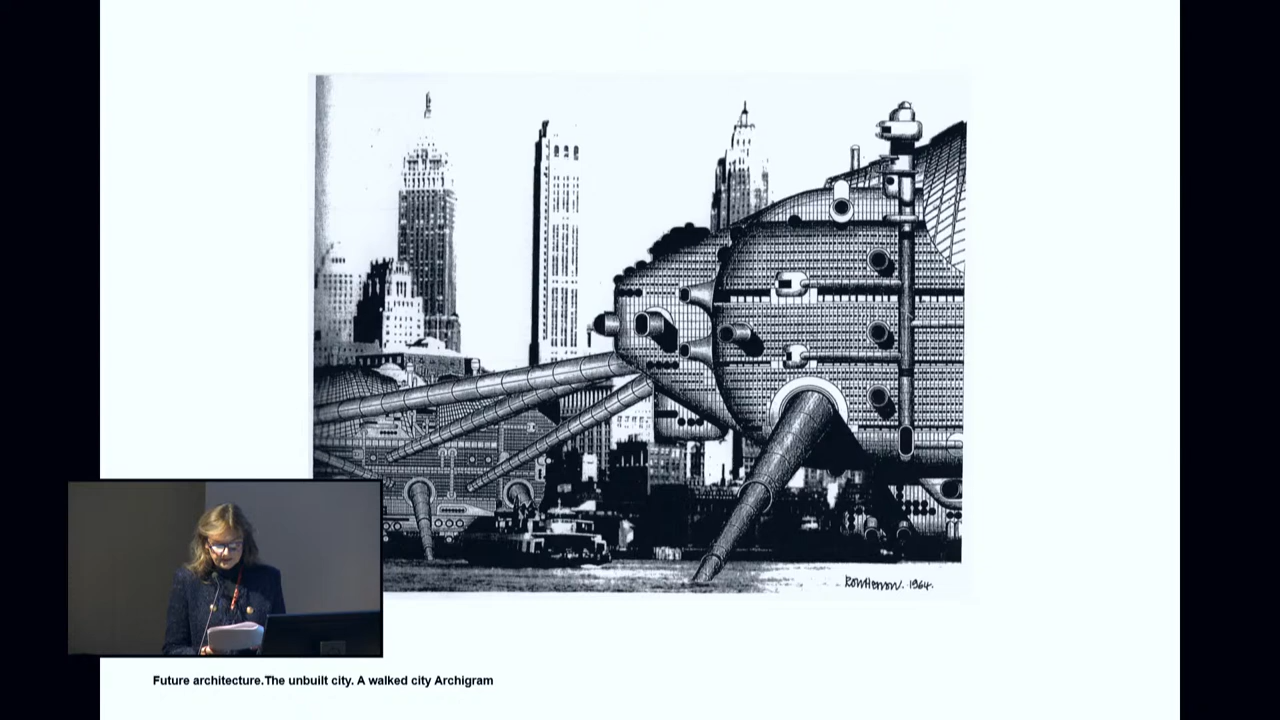 Ron Herron. 1964.
Future architecture.The unbuilt city. A walked city Archigram